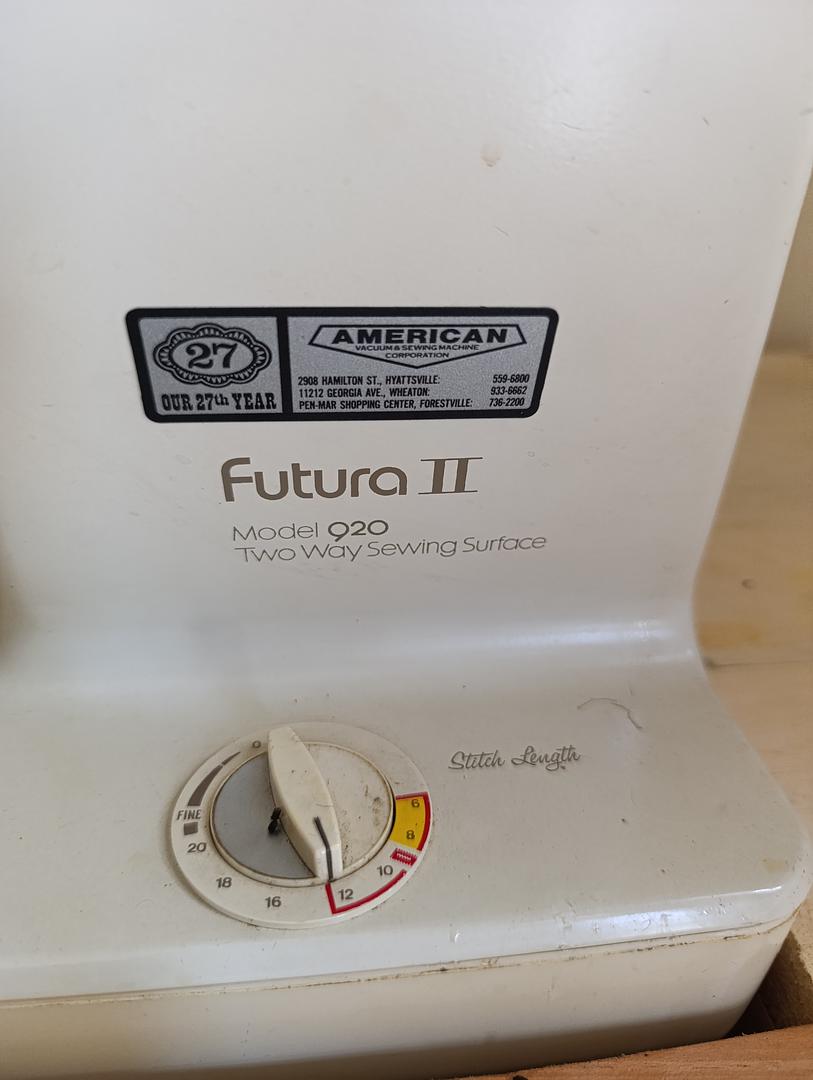 27
OUR 27th YEAR
AMERICAN
VACUUM & SEWING MACHINE
CORPORATION
2908 HAMILTON ST., HYATTSVILLE: 559-6800
11212 GEORGIA AVE., WHEATON: 933-6662
PEN-MAR SHOPPING CENTER, FORESTVILLE: 736-2200
Futura II
Model 920
Two Way Sewing Surface
Stitch Length
0
FINE
20
18
16
12
10
8
6